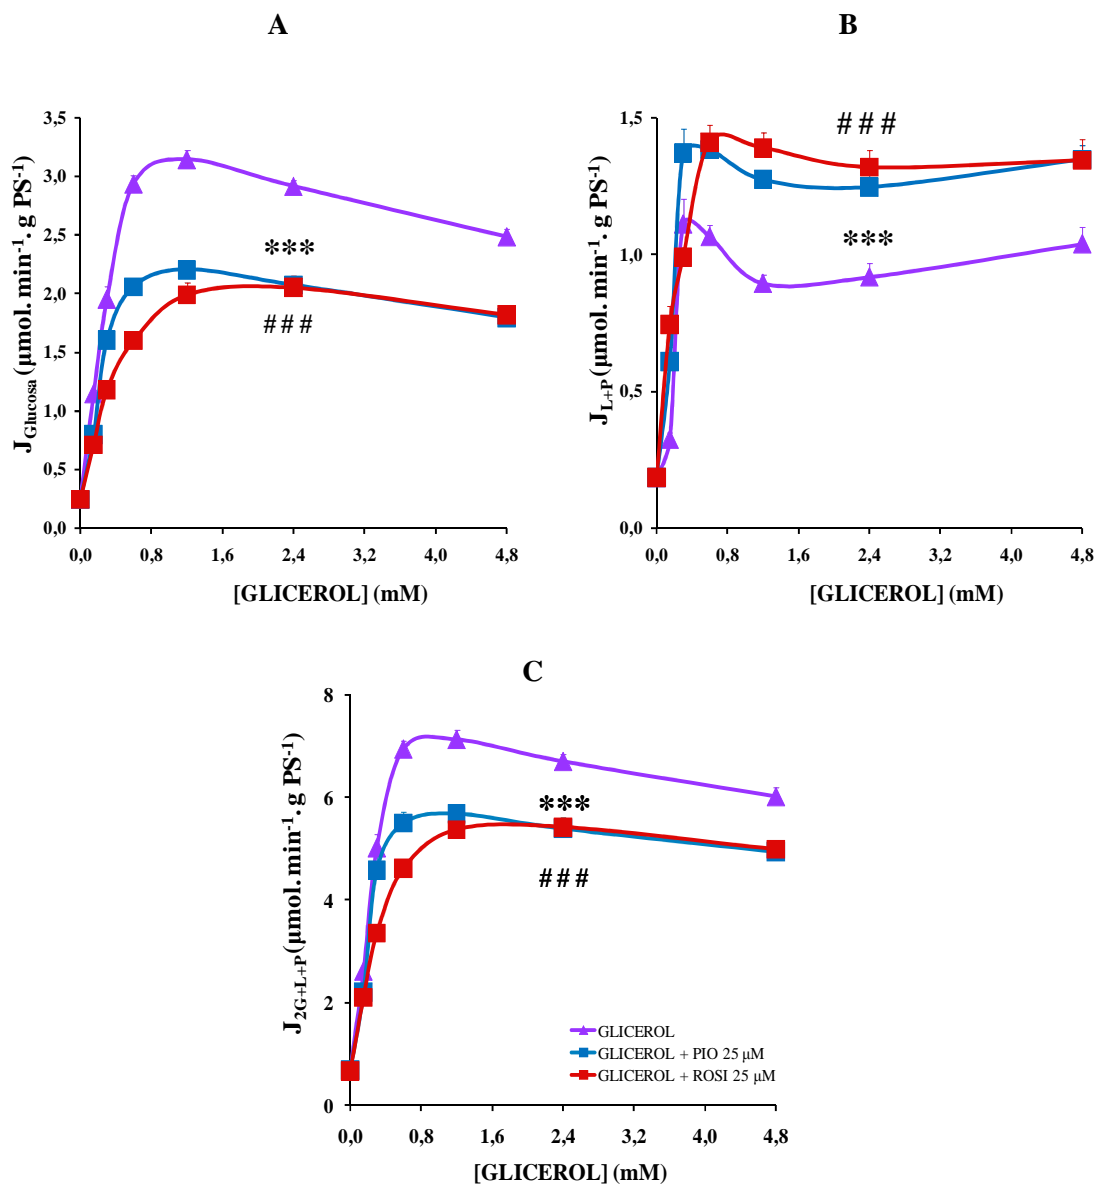 A
J Glucosa (µmol. min-1. g PS-1)
3,5
3,0
2,5
2,0
1,5
1,0
0,5
0,0
***
###
0,0 0,8 1,6 2,4 3,2 4,0 4,8
[GLICEROL] (mM)
B
J L+P (µmol. min-1. g PS-1)
1,5
1,0
0,5
0,0
###
***
0,0 0,8 1,6 2,4 3,2 4,0 4,8
[GLICEROL] (mM)
C
J 2G+L+P (µmol. min-1. g PS-1)
8
6
4
2
0
***
###
GLICEROL
GLICEROL + PIO 25 µM
GLICEROL + ROSI 25 µM
0,0 0,8 1,6 2,4 3,2 4,0 4,8
[GLICEROL] (mM)